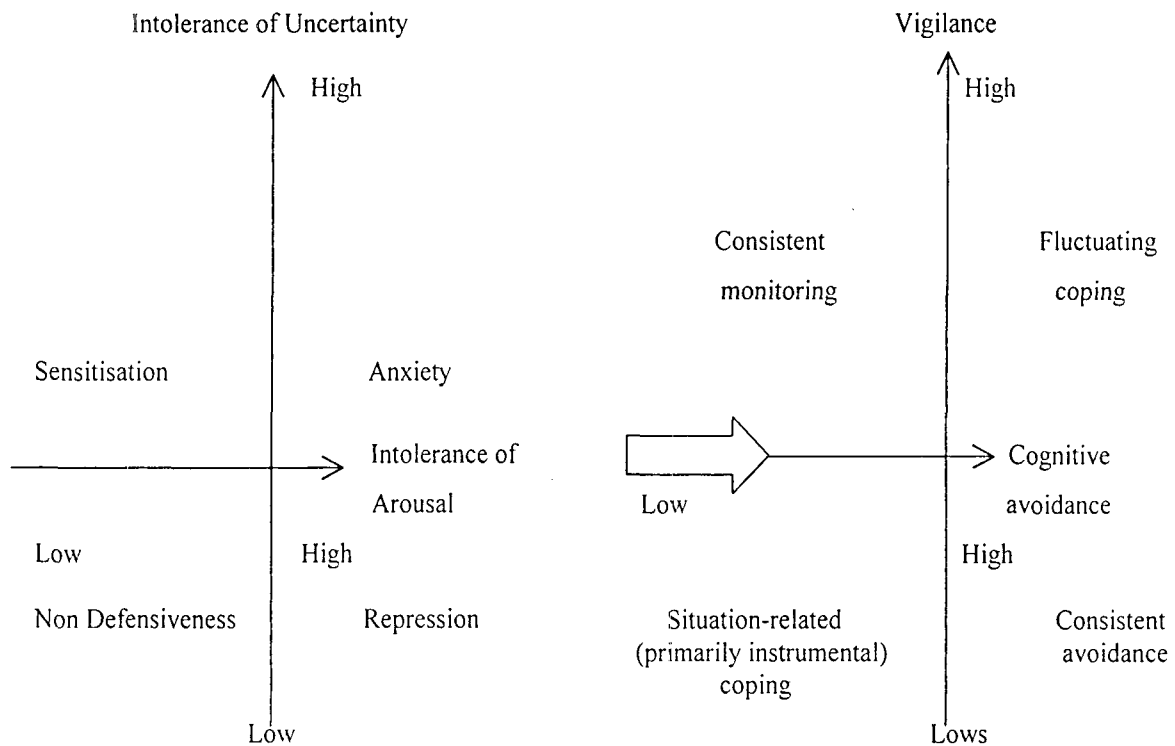 Intolerance of Uncertainty
High
Sensitisation
Anxiety
Intolerance of
Arousal
Low
High
Non Defensiveness
Repression
Low
Vigilance
High
Consistent
monitoring
Fluctuating
coping
Cognitive
avoidance
Low
High
Situation-related
(primarily instrumental)
coping
Consistent
avoidance
Lows